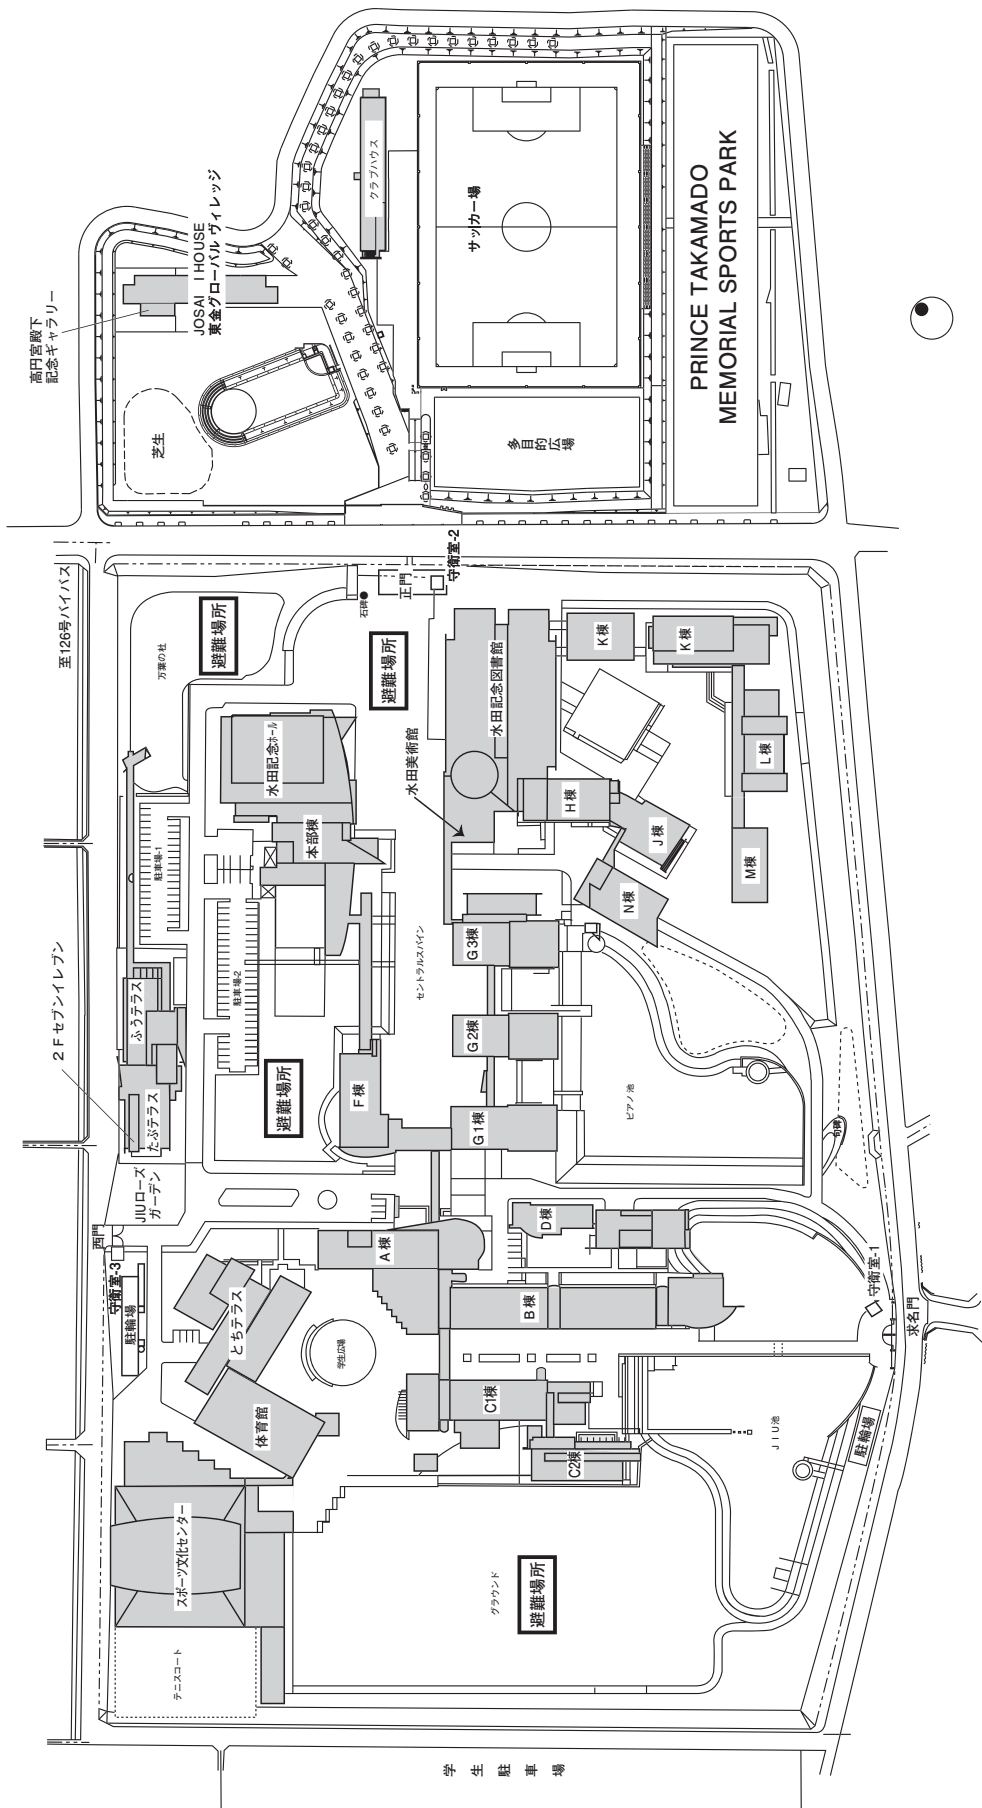 高円宮殿下
記念ギャラリー
JOSAI I HOUSE
東金グローバルヴィレッジ
芝生
クラブハウス
サッカー場
多目的広場
PRINCE TAKAMADO
MEMORIAL SPORTS PARK
至126号バイパス
万葉の杜
避難場所
石碑
正門
守衛室-2
避難場所
水田記念ホール
本部棟
水田美術館
水田記念図書館
K棟
K棟
L棟
M棟
H棟
J棟
N棟
駐車場-1
駐車場-2
2Fセブンイレブン
ふうテラス
たぶテラス
避難場所
セントラルスパイン
F棟
G3棟
G2棟
G1棟
ピアノ池
句碑
JIUローズ
ガーデン
西門
守衛室-3
駐輪場
とちテラス
学生広場
体育館
A棟
B棟
D棟
C1棟
C2棟
守衛室-1
求名門
駐輪場
JIU池
スポーツ文化センター
テニスコート
グラウンド
避難場所
学生駐車場